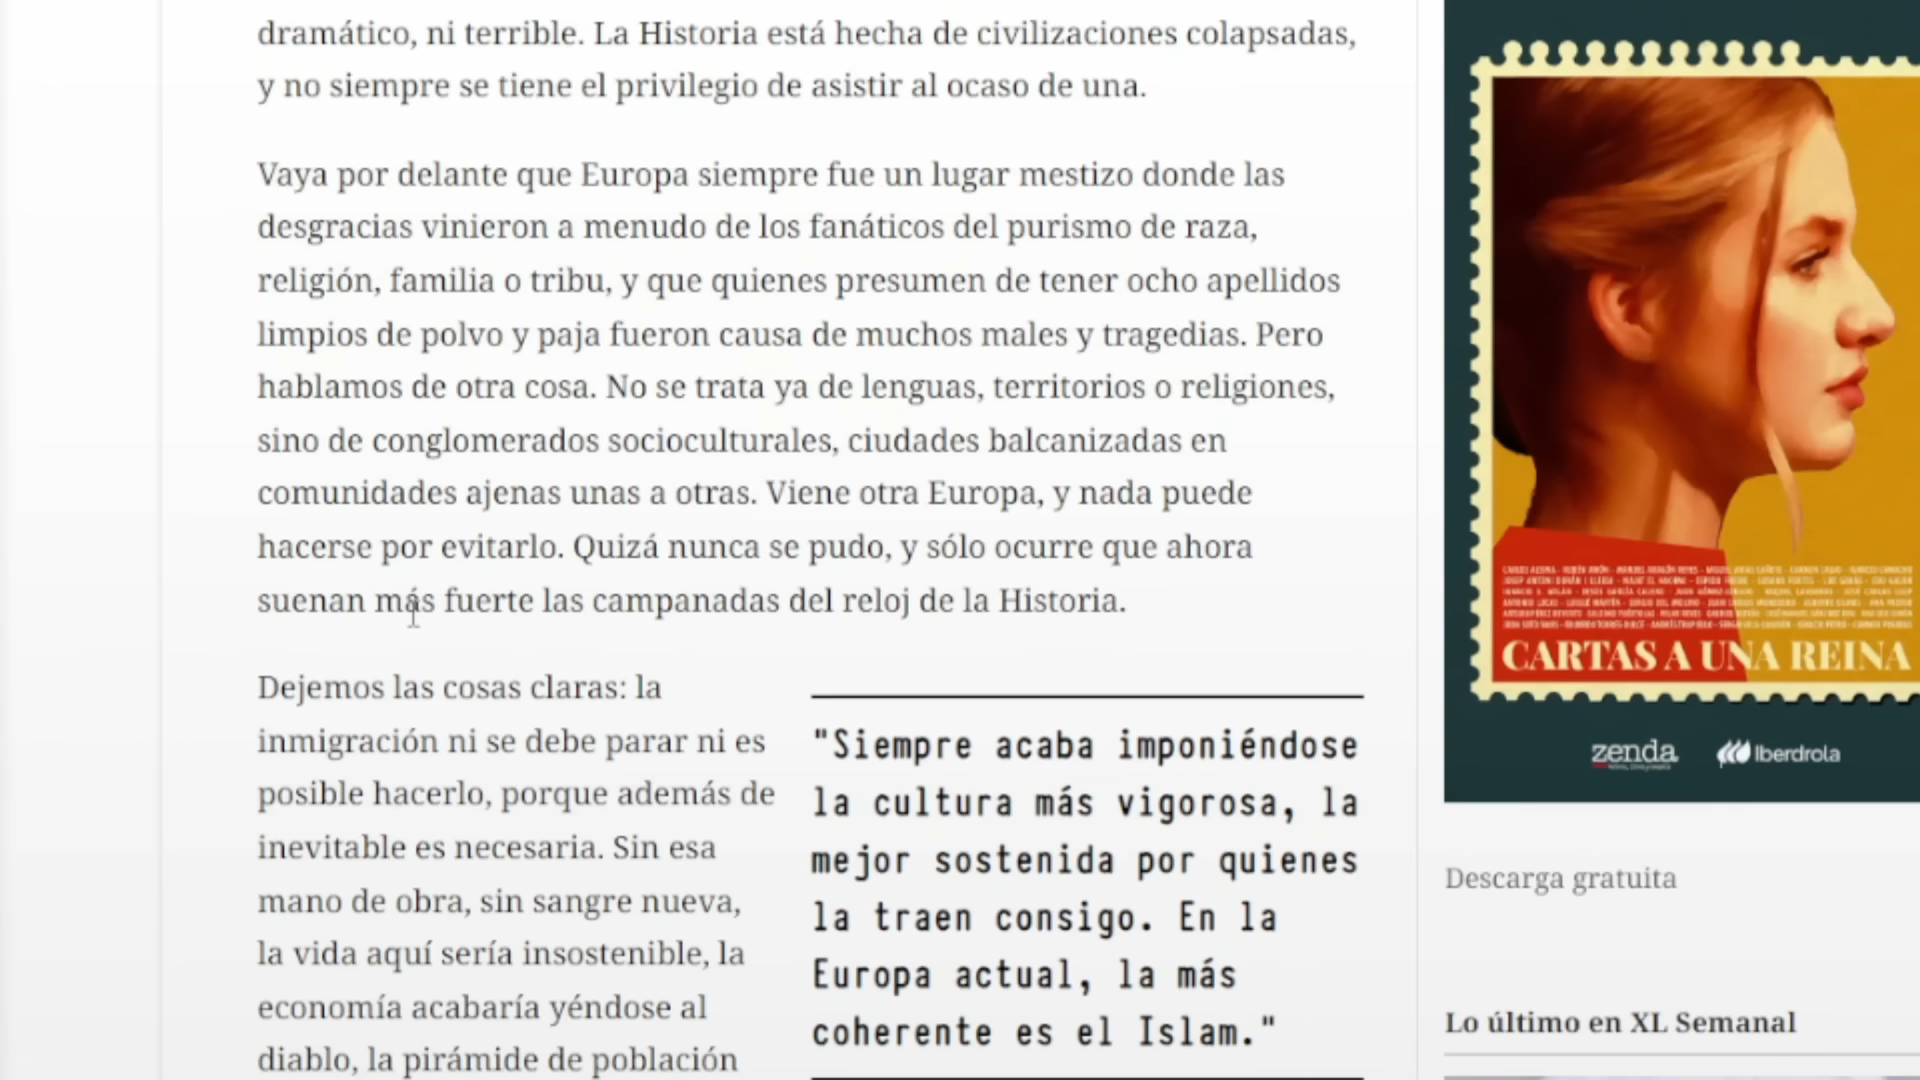 dramático, ni terrible. La Historia está hecha de civilizaciones colapsadas,
y no siempre se tiene el privilegio de asistir al ocaso de una.
Vaya por delante que Europa siempre fue un lugar mestizo donde las
desgracias vinieron a menudo de los fanáticos del purismo de raza,
religión, familia o tribu, y que quienes presumen de tener ocho apellidos
limpios de polvo y paja fueron causa de muchos males y tragedias. Pero
hablamos de otra cosa. No se trata ya de lenguas, territorios o religiones,
sino de conglomerados socioculturales, ciudades balcanizadas en
comunidades ajenas unas a otras. Viene otra Europa, y nada puede
hacerse por evitarlo. Quizá nunca se pudo, y sólo ocurre que ahora
suenan más fuerte las campanadas del reloj de la Historia.
Dejemos las cosas claras: la
inmigración ni se debe parar ni es
posible hacerlo, porque además de
inevitable es necesaria. Sin esa
mano de obra, sin sangre nueva,
la vida aquí sería insostenible, la
economía acabaría yéndose al
diablo, la pirámide de población
"Siempre acaba imponiéndose
la cultura más vigorosa, la
mejor sostenida por quienes
la traen consigo. En la
Europa actual, la más
coherente es el Islam."
CARTAS A UNA REINA
zenda
Iberdrola
Descarga gratuita
Lo último en XL Semanal